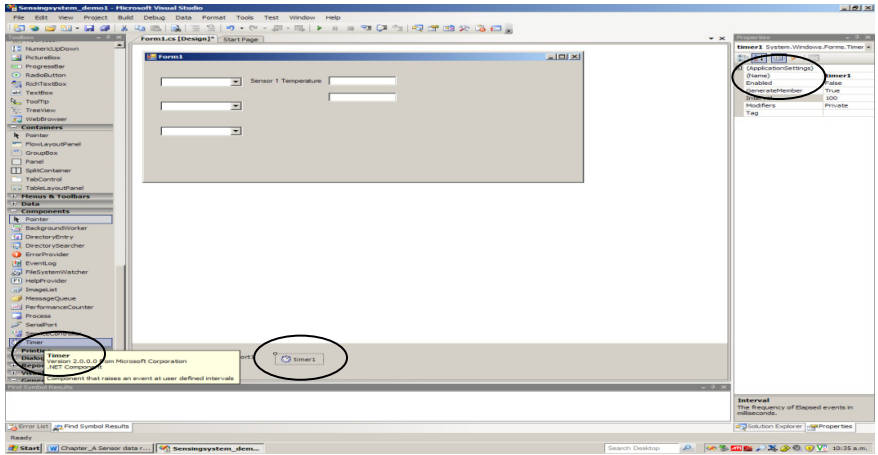 Sensingsystem_demo1 - Microsoft Visual Studio
File Edit View Project Build Debug Data Format Tools Test Window Help
Toolbox
NumericUpDown
PictureBox
ProgressBar
RadioButton
RichTextBox
TextBox
ToolTip
TreeView
WebBrowser
Containers
Pointer
FlowLayoutPanel
GroupBox
Panel
SplitContainer
TabControl
TableLayoutPanel
Menus & Toolbars
Data
Components
Pointer
BackgroundWorker
DirectoryEntry
DirectorySearcher
ErrorProvider
EventLog
FileSystemWatcher
HelpProvider
ImageList
MessageQueue
PerformanceCounter
Process
SerialPort
ServiceController
Timer
Printing
Timer
Version 2.0.0.0 from Microsoft Corporation
.NET Component
Component that raises an event at user defined intervals
Form1.cs [Design]* Start Page
Form1
Sensor 1 Temperature
timer1
Properties
timer1 System.Windows.Forms.Timer
(ApplicationSettings)
(Name) timer1
Enabled False
GenerateMember True
Interval 100
Modifiers Private
Tag
Interval
The frequency of Elapsed events in
milliseconds.
Find Symbol Results
Error List Find Symbol Results
Solution Explorer Properties
Ready
Start Chapter_A Sensor data r... Sensingsystem_dem...
Search Desktop
10:35 a.m.